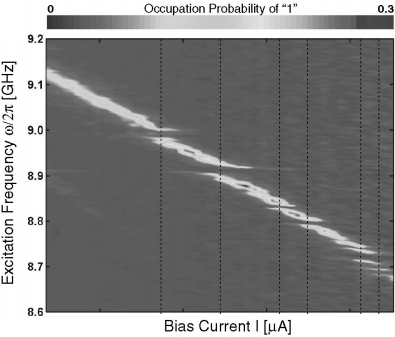 0 Occupation Probability of “1” 0.3
9.2
9.1
9.0
8.9
8.8
8.7
8.6
Excitation Frequency ω/2π [GHz]
Bias Current I [μA]